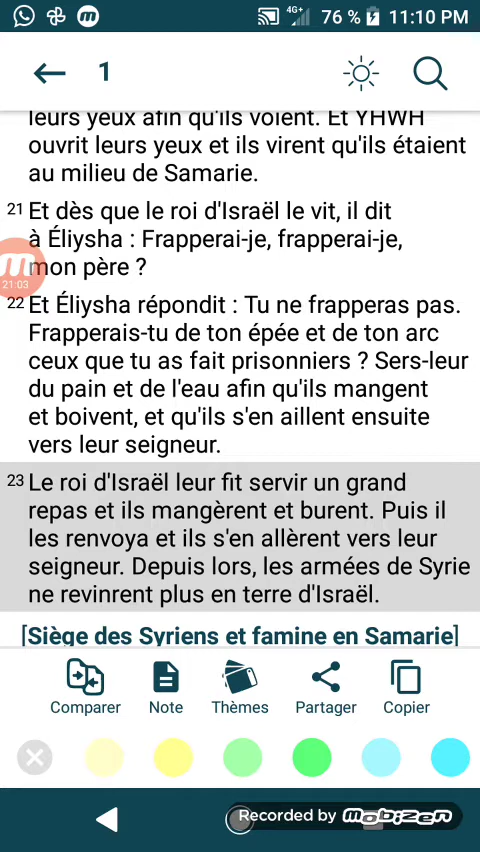 4G+ 76 % 11:10 PM
1
leurs yeux afin qu'ils voient. Et YHWH
ouvrit leurs yeux et ils virent qu'ils étaient
au milieu de Samarie.
21 Et dès que le roi d'Israël le vit, il dit
à Éliysha : Frapperai-je, frapperai-je,
mon père ?
21:03
22 Et Éliysha répondit : Tu ne frapperas pas.
Frapperais-tu de ton épée et de ton arc
ceux que tu as fait prisonniers ? Sers-leur
du pain et de l'eau afin qu'ils mangent
et boivent, et qu'ils s'en aillent ensuite
vers leur seigneur.
23 Le roi d'Israël leur fit servir un grand
repas et ils mangèrent et burent. Puis il
les renvoya et ils s'en allèrent vers leur
seigneur. Depuis lors, les armées de Syrie
ne revinrent plus en terre d'Israël.
[Siège des Syriens et famine en Samarie]
Comparer Note Thèmes Partager Copier
Recorded by Mobizen